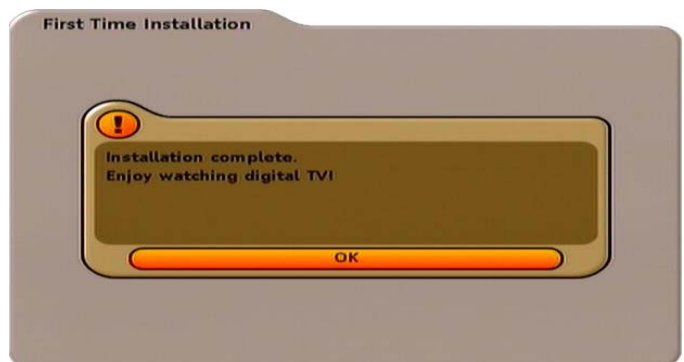 First Time Installation
!
Installation complete.
Enjoy watching digital TV!
OK